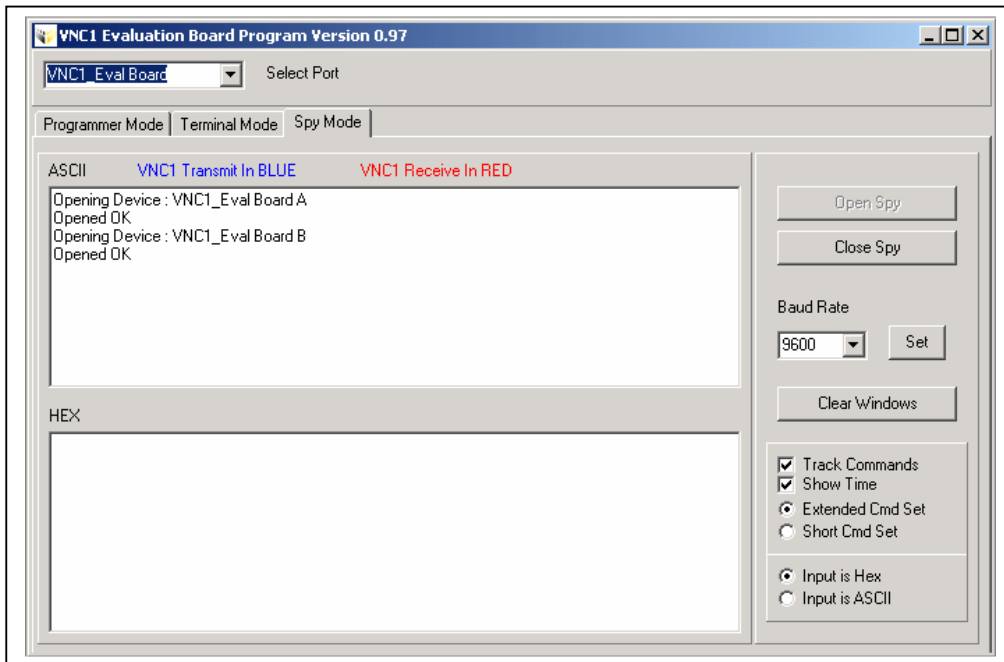 VNC1 Evaluation Board Program Version 0.97
VNC1_Eval Board
Select Port
Programmer Mode
Terminal Mode
Spy Mode
ASCII
VNC1 Transmit In BLUE
VNC1 Receive In RED
Opening Device : VNC1_Eval Board A
Opened OK
Opening Device : VNC1_Eval Board B
Opened OK
HEX
Open Spy
Close Spy
Baud Rate
9600
Set
Clear Windows
Track Commands
Show Time
Extended Cmd Set
Short Cmd Set
Input is Hex
Input is ASCII